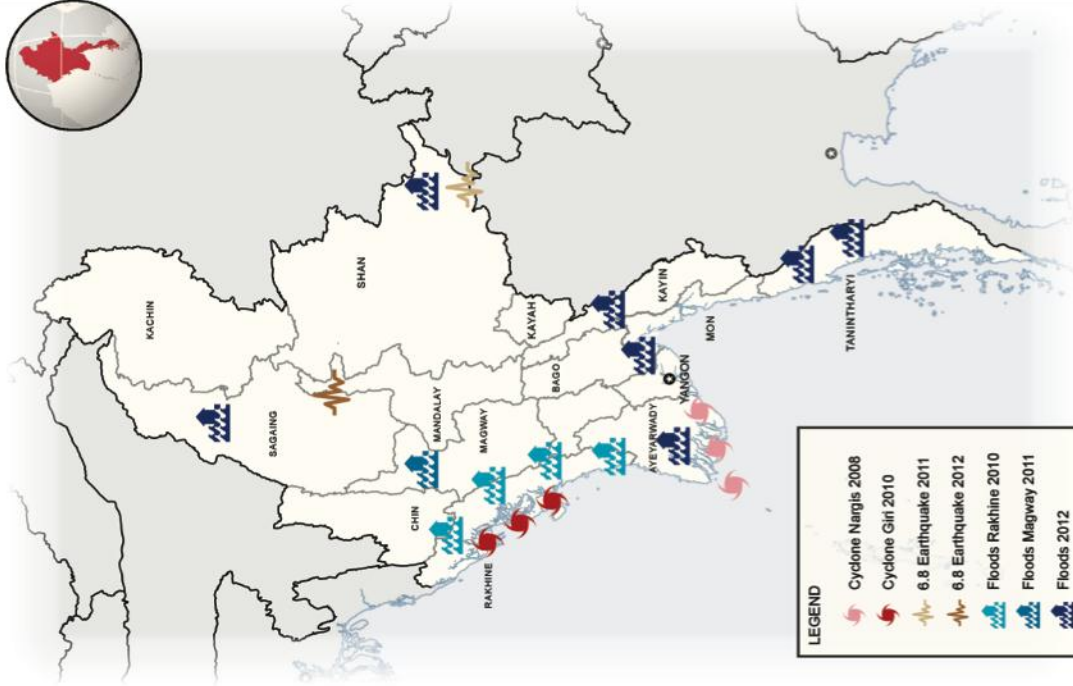 KACHIN
SHAN
SAGAING
MANDALAY
MAGWAY
CHIN
RAKHINE
KAYAH
BAGO
KAYIN
AYEYARWADY
YANGON
MON
TANINTHARYI
LEGEND
Cyclone Nargis 2008
Cyclone Giri 2010
6.8 Earthquake 2011
6.8 Earthquake 2012
Floods Rakhine 2010
Floods Magway 2011
Floods 2012